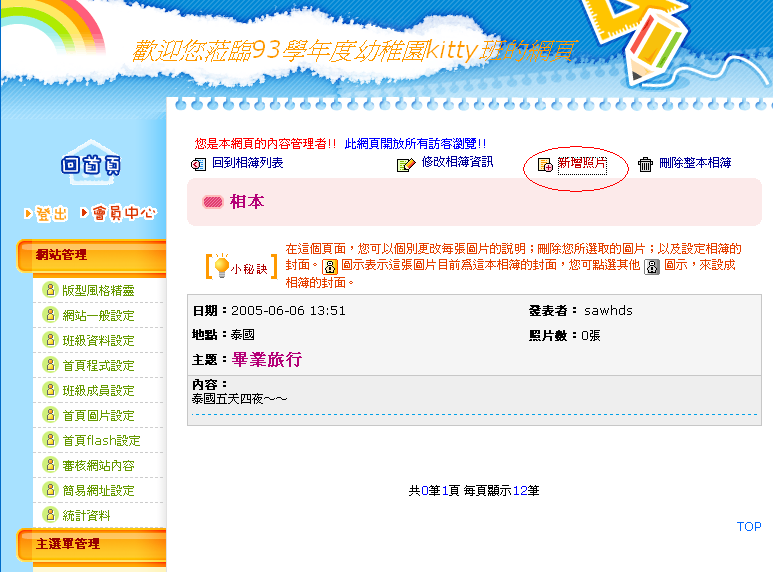 歡迎您蒞臨93學年度幼稚園kitty班的網頁
回首頁
登出 會員中心
網站管理
版型風格精靈
網站一般設定
班級資料設定
首頁程式設定
班級成員設定
首頁圖片設定
首頁flash設定
審核網站內容
簡易網址設定
統計資料
主選單管理
您是本網頁的內容管理者!! 此網頁開放所有訪客瀏覽!!
回到相簿列表 修改相簿資訊 新增照片 刪除整本相簿
相本
小秘訣
在這個頁面，您可以個別更改每張圖片的說明；刪除您所選取的圖片；以及設定相簿的
封面。 圖示表示這張圖片目前為這本相簿的封面，您可點選其他 圖示，來設成
相簿的封面。
日期：2005-06-06 13:51 發表者： sawhds
地點：泰國 照片數：0張
主題：畢業旅行
內容：
泰國五天四夜～～
共0筆1頁 每頁顯示12筆
TOP